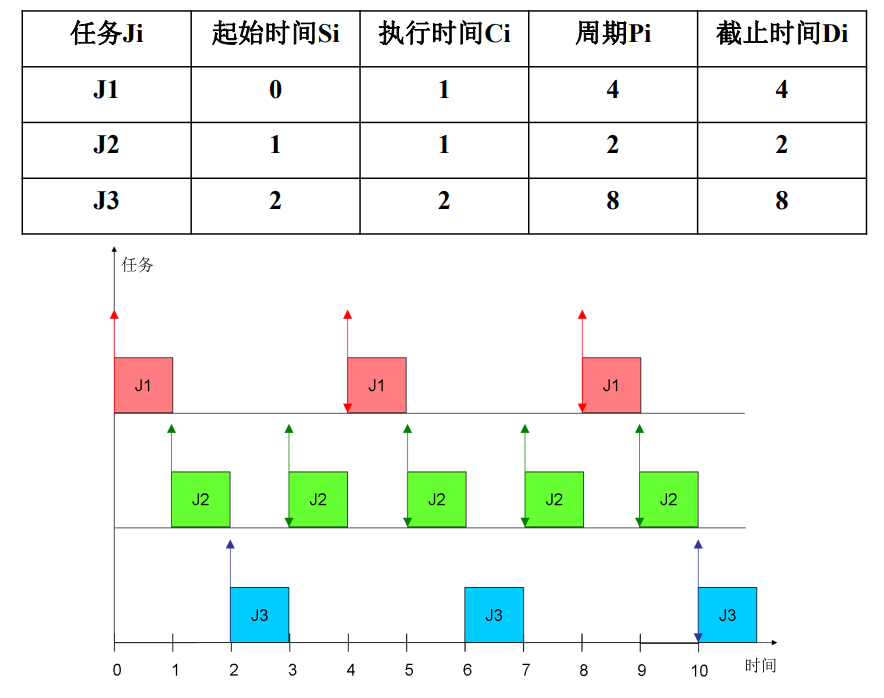 任务Ji 起始时间Si 执行时间Ci 周期Pi 截止时间Di
J1 0 1 4 4
J2 1 1 2 2
J3 2 2 8 8
任务
J1 J1 J1
J2 J2 J2 J2 J2
J3 J3 J3
0 1 2 3 4 5 6 7 8 9 10 时间